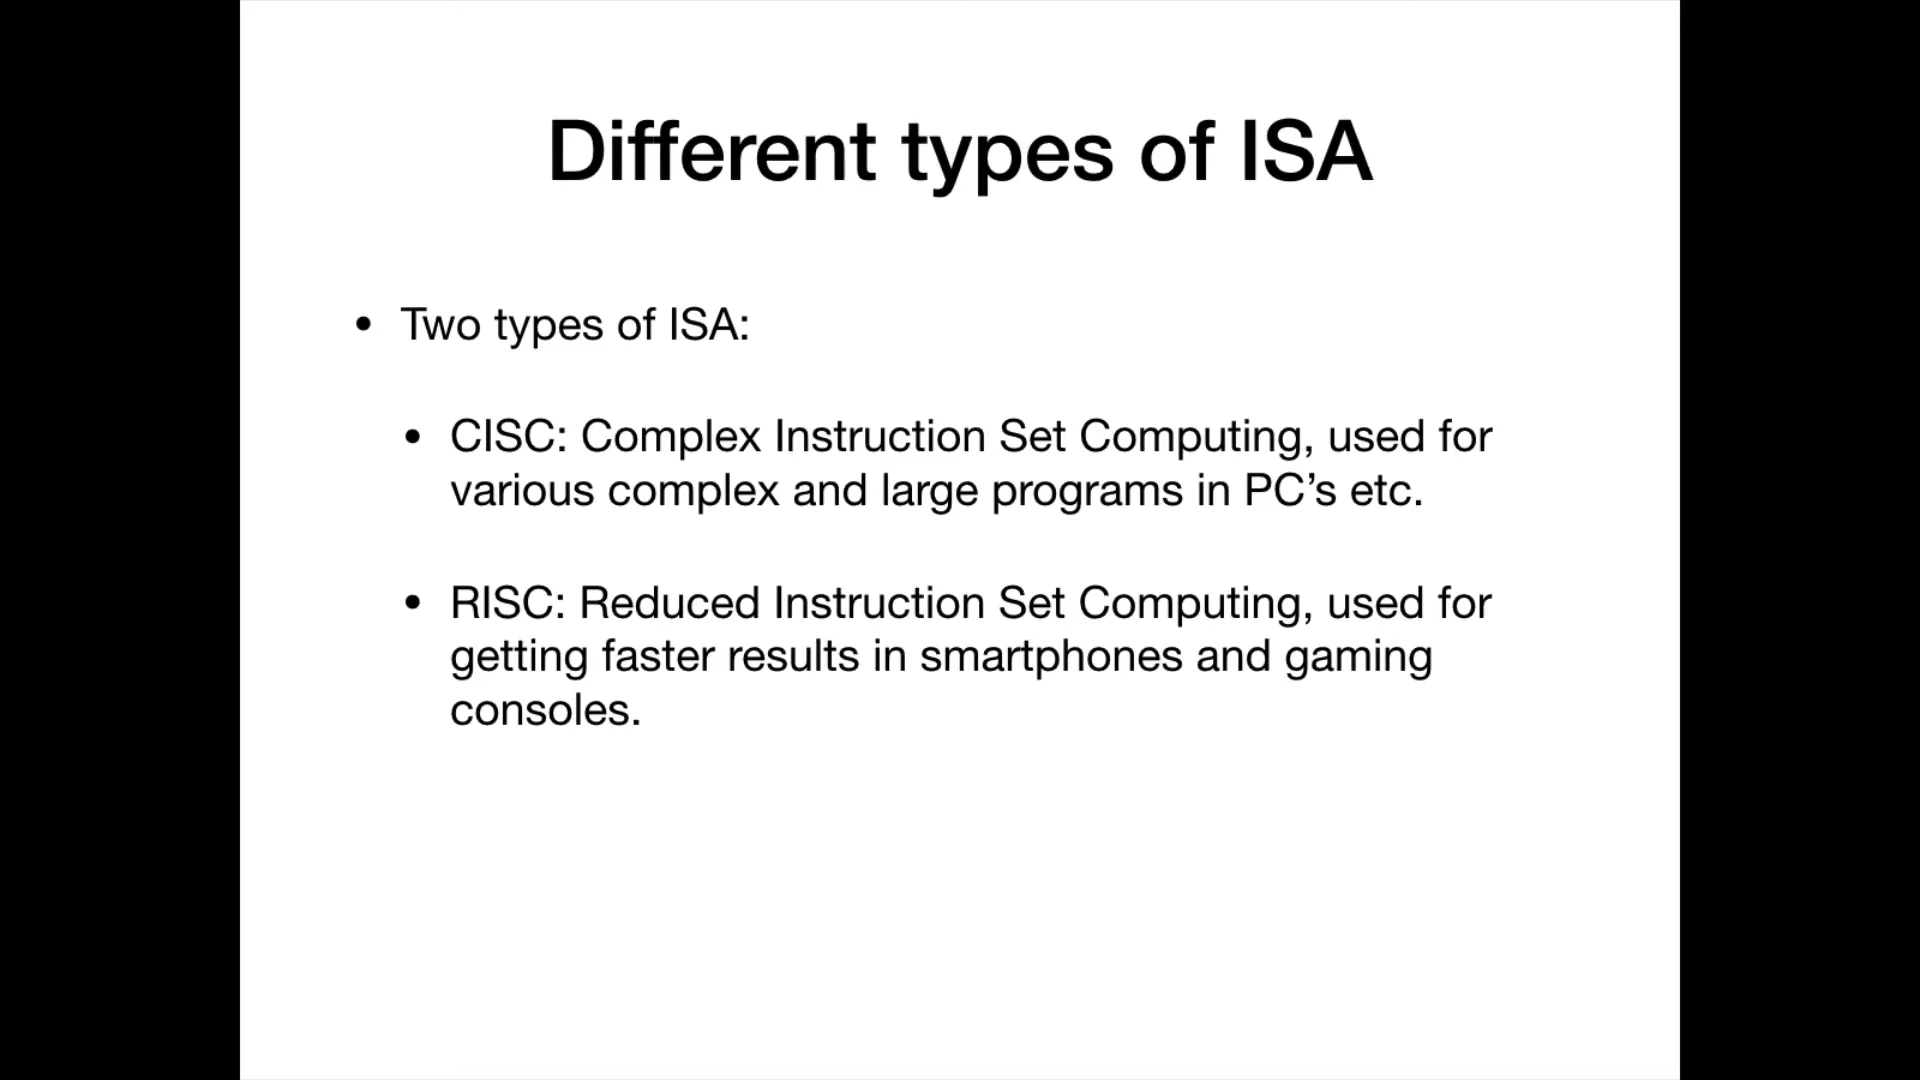 Different types of ISA
• Two types of ISA:
• CISC: Complex Instruction Set Computing, used for
various complex and large programs in PC’s etc.
• RISC: Reduced Instruction Set Computing, used for
getting faster results in smartphones and gaming
consoles.